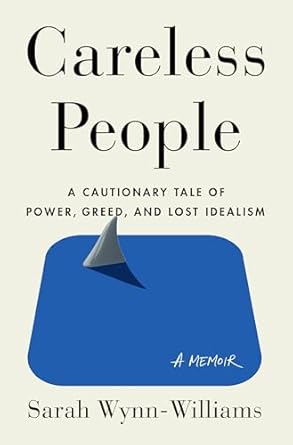 Careless
People
A CAUTIONARY TALE OF
POWER, GREED, AND LOST IDEALISM
A MEMOIR
Sarah Wynn-Williams